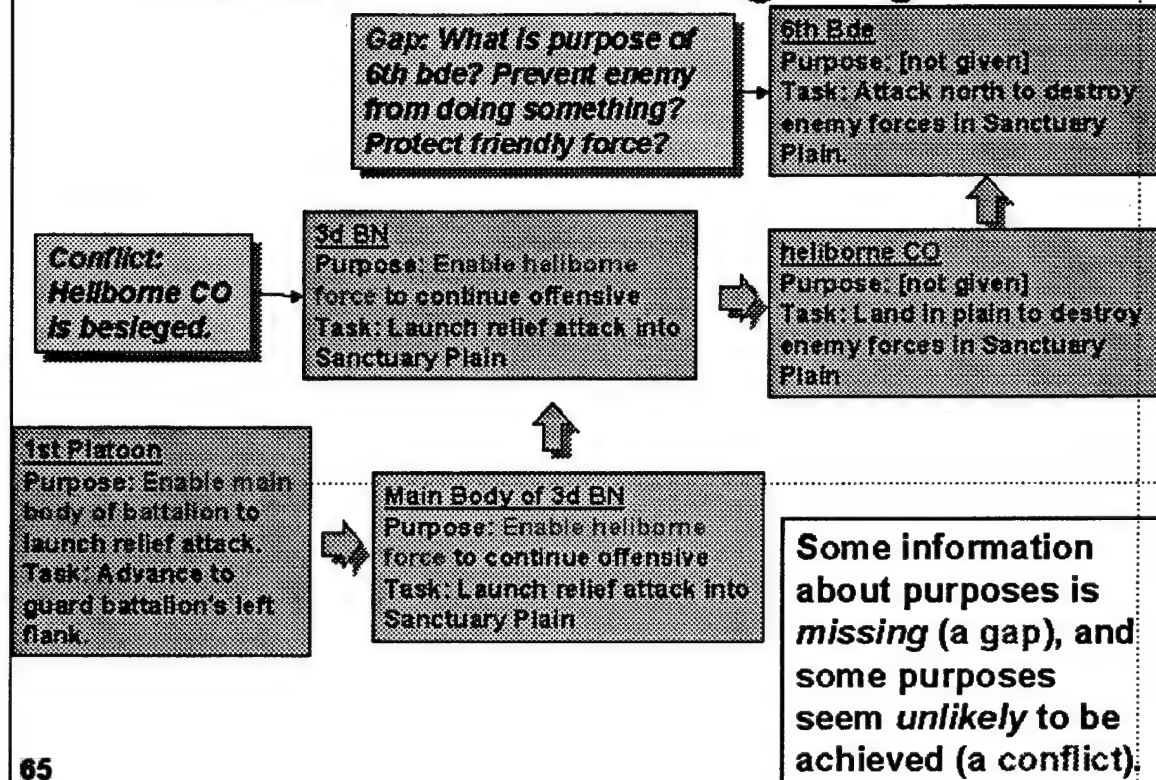 Gap: What is purpose of
6th bde? Prevent enemy
from doing something?
Protect friendly force?
6th Bde
Purpose: [not given]
Task: Attack north to destroy
enemy forces in Sanctuary
Plain.
Conflict:
Heliborne CO
is besieged.
3d BN
Purpose: Enable heliborne
force to continue offensive
Task: Launch relief attack into
Sanctuary Plain
heliborne CO
Purpose: [not given]
Task: Land in plain to destroy
enemy forces in Sanctuary
Plain
1st Platoon
Purpose: Enable main
body of battalion to
launch relief attack.
Task: Advance to
guard battalion's left
flank.
Main Body of 3d BN
Purpose: Enable heliborne
force to continue offensive
Task: Launch relief attack into
Sanctuary Plain
Some information
about purposes is
missing (a gap), and
some purposes
seem unlikely to be
achieved (a conflict).
65